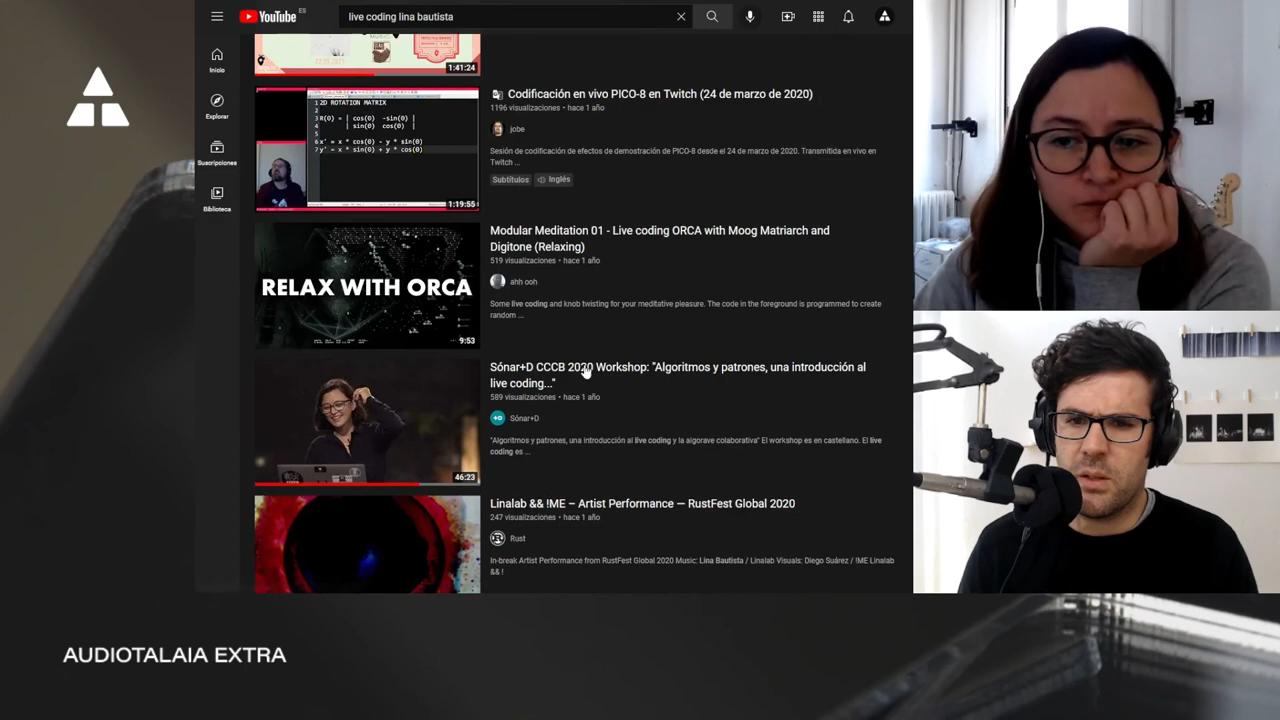 YouTube ES
live coding lina bautista
Inicio
Explorar
Suscripciones
Biblioteca
1:41:24
2D ROTATION MATRIX
1:19:55
Codificación en vivo PICO-8 en Twitch (24 de marzo de 2020)
1196 visualizaciones • hace 1 año
jobe
Sesión de codificación de efectos de demostración de PICO-8 desde el 24 de marzo de 2020. Transmitida en vivo en
Twitch ...
Subtítulos
Inglés
RELAX WITH ORCA
9:53
Modular Meditation 01 - Live coding ORCA with Moog Matriarch and
Digitone (Relaxing)
519 visualizaciones • hace 1 año
ahh ooh
Some live coding and knob twisting for your meditative pleasure. The code in the foreground is programmed to create
random ...
46:23
Sónar+D CCCB 2020 Workshop: "Algoritmos y patrones, una introducción al
live coding..."
589 visualizaciones • hace 1 año
Sónar+D
"Algoritmos y patrones, una introducción al live coding y la algorave colaborativa" El workshop es en castellano. El live
coding es ...
Linalab && !ME – Artist Performance — RustFest Global 2020
247 visualizaciones • hace 1 año
Rust
In-break Artist Performance from RustFest Global 2020 Music: Lina Bautista / Linalab Visuals: Diego Suárez / !ME Linalab
&& !
AUDIOTALAIA EXTRA